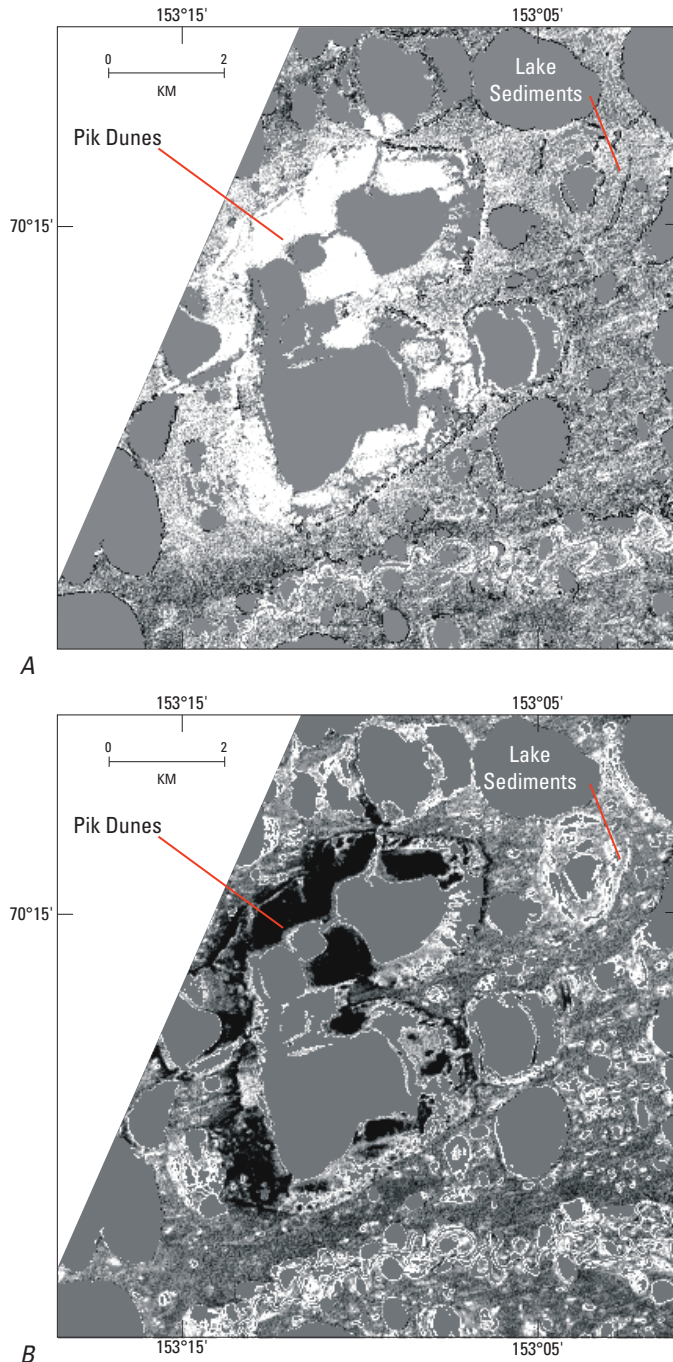 153°15'
153°05'
0 2
KM
Lake
Sediments
Pik Dunes
70°15'
A
153°15'
153°05'
0 2
KM
Lake
Sediments
Pik Dunes
70°15'
153°15'
153°05'
B